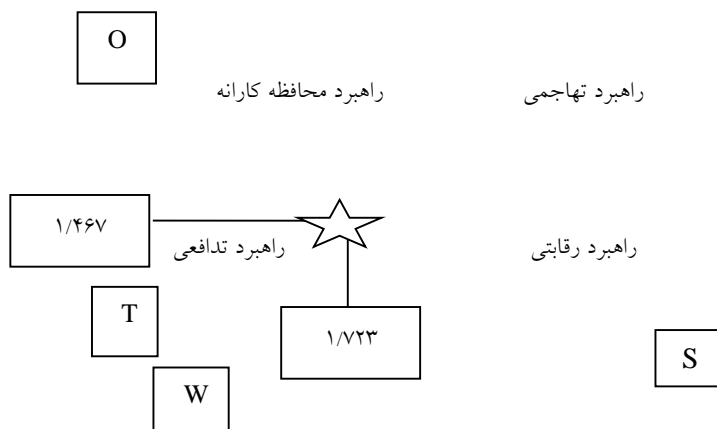 O
راهبرد تهاجمی
راهبرد محافظه کارانه
۱/۴۶۷
راهبرد رقابتی
راهبرد تدافعی
T
۱/۷۲۳
S
W